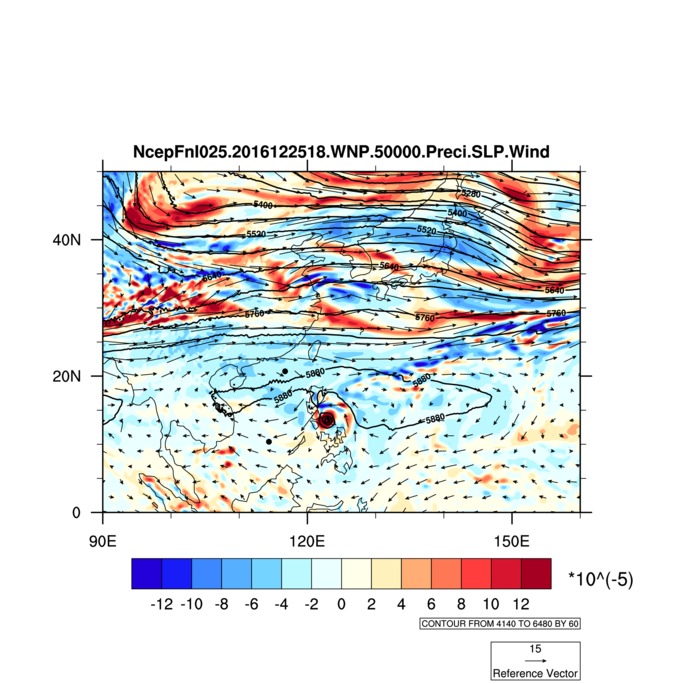 NcepFnl025.2016122518.WNP.50000.Preci.SLP.Wind
5280
5400
5400
5520
5520
5640
5640
5640
5760
5760
5760
5880
5880
5880
5880
40N
20N
0
90E
120E
150E
-12 -10 -8 -6 -4 -2 0 2 4 6 8 10 12
*10^(-5)
CONTOUR FROM 4140 TO 6480 BY 60
15
Reference Vector